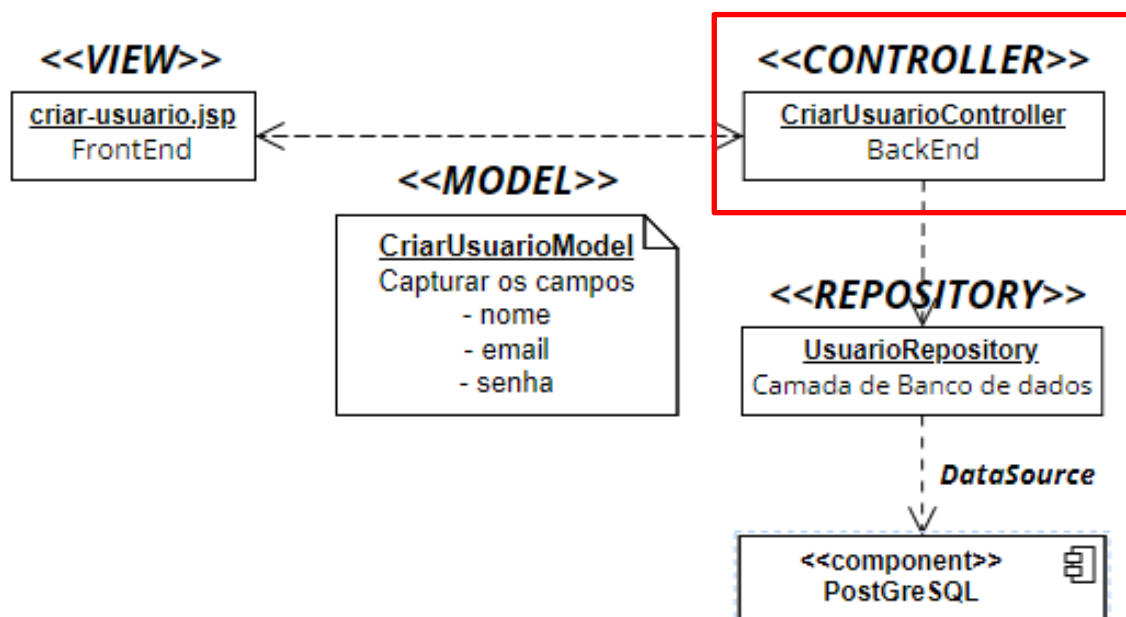 <<VIEW>>
criar-usuario.jsp
FrontEnd
<<CONTROLLER>>
CriarUsuarioController
BackEnd
<<MODEL>>
CriarUsuarioModel
Capturar os campos
- nome
- email
- senha
<<REPOSITORY>>
UsuarioRepository
Camada de Banco de dados
DataSource
<<component>>
PostGreSQL